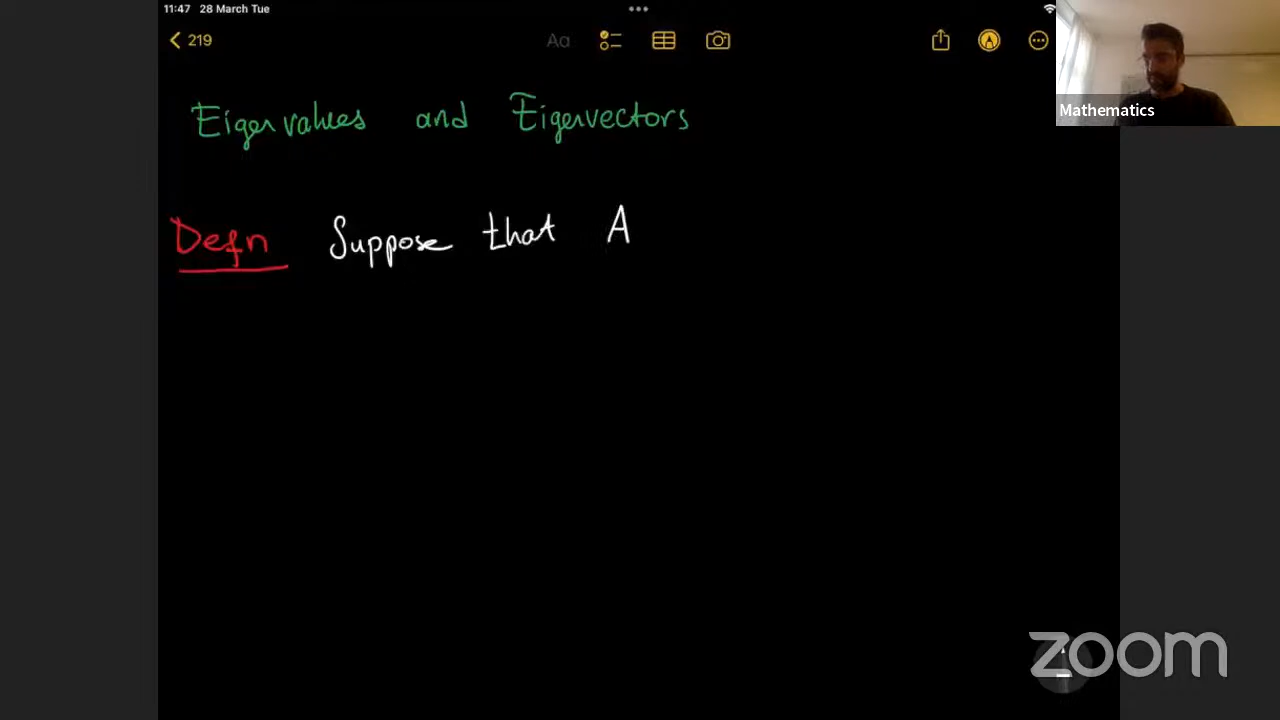 11:47 28 March Tue
219
Aa
Mathematics
Eigenvalues and Eigenvectors
Defn Suppose that A
zoom